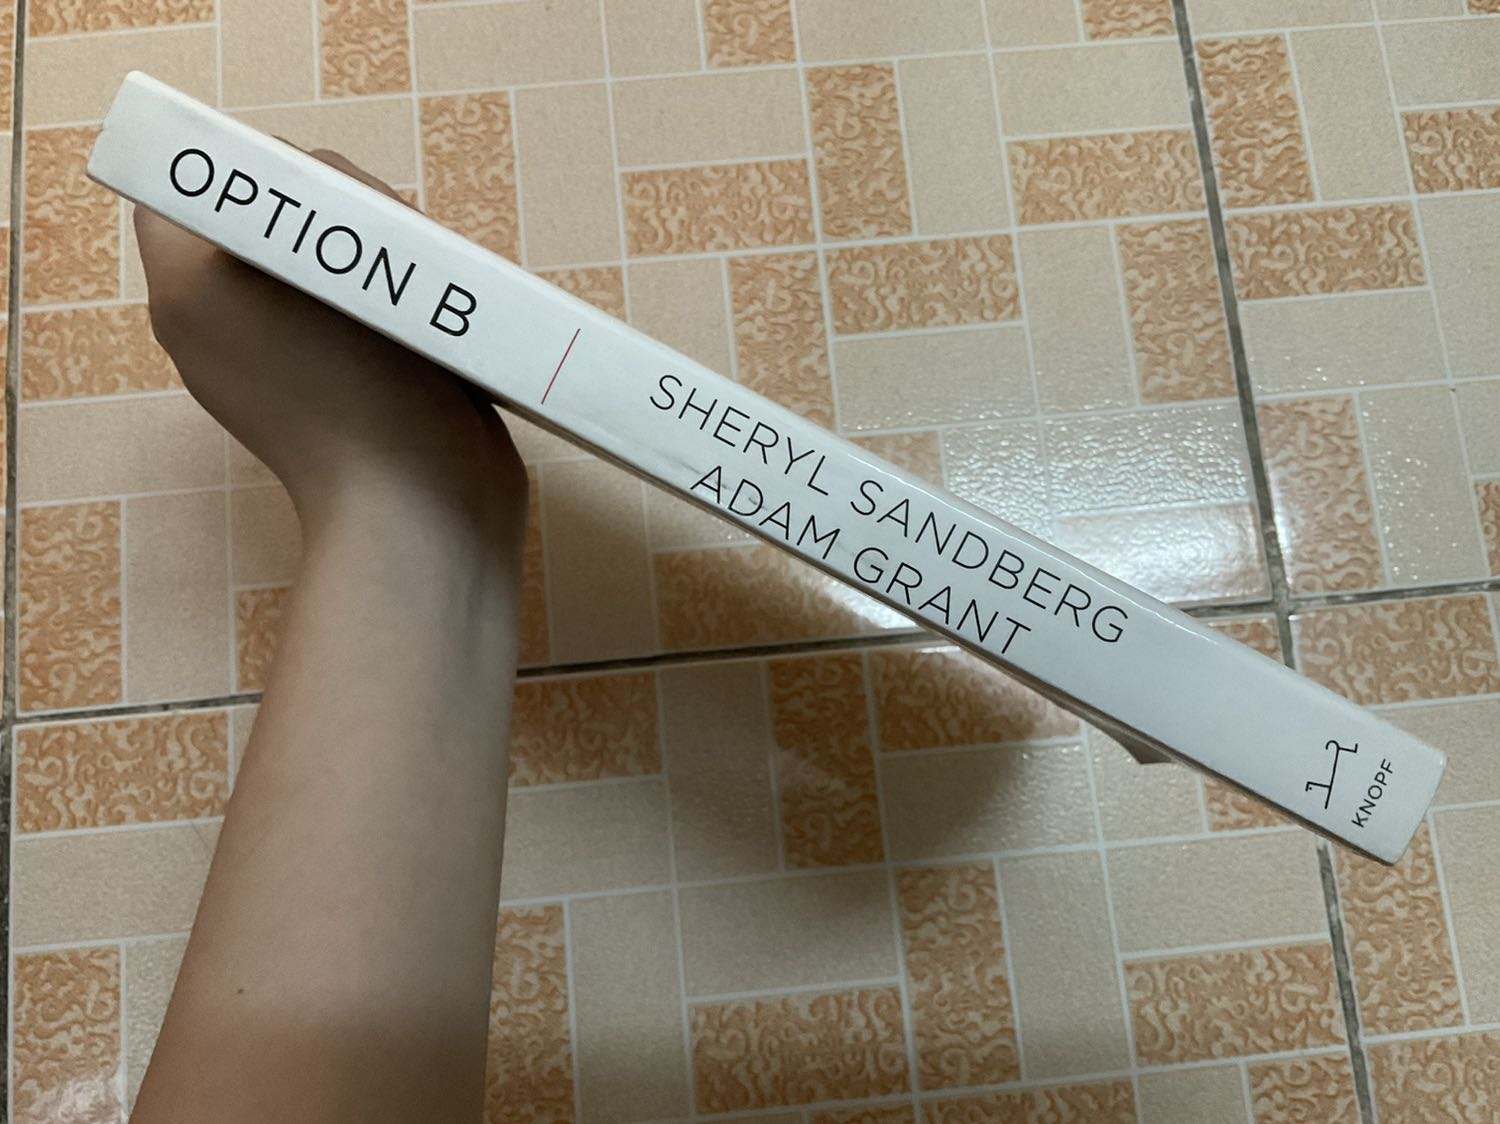 OPTION B
SHERYL SANDBERG
ADAM GRANT
KNOPF